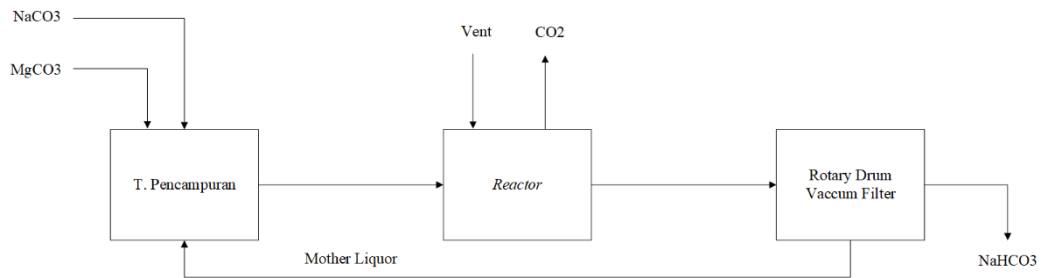 NaCO3
MgCO3
Vent
CO2
T. Pencampuran
Reactor
Rotary Drum
Vaccum Filter
Mother Liquor
NaHCO3